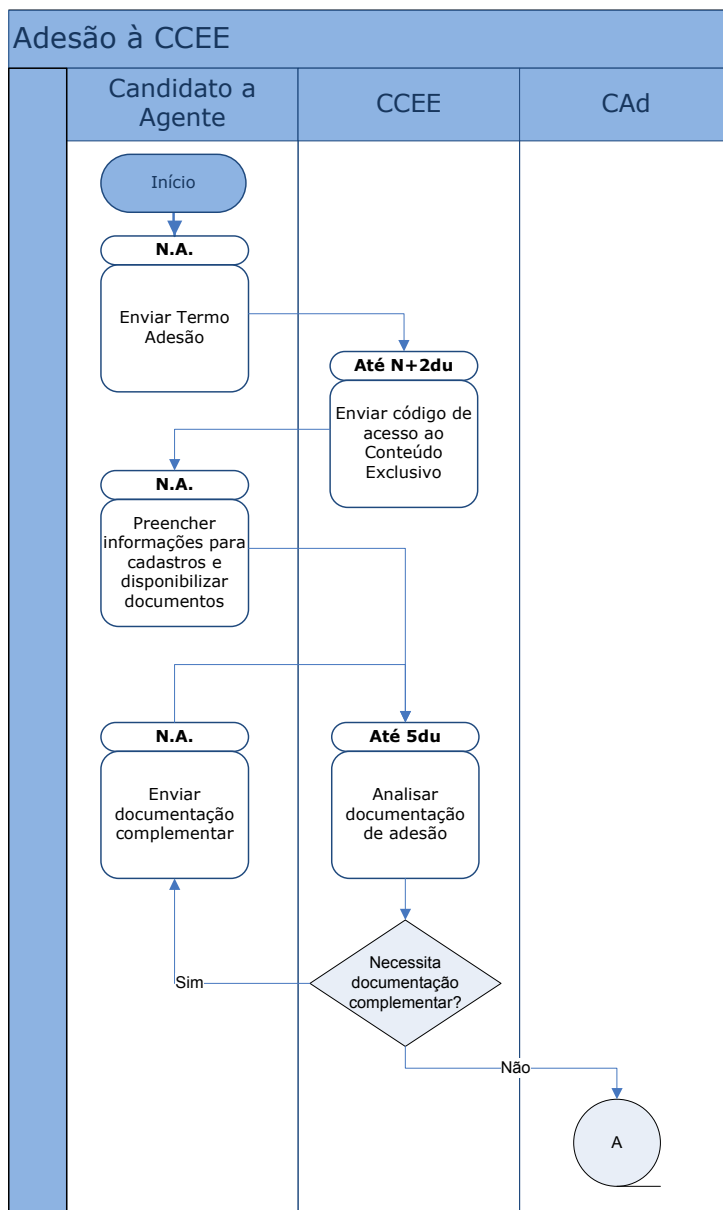 Adesão à CCEE
Candidato a
Agente
CCEE
CAd
Início
N.A.
Enviar Termo
Adesão
Até N+2du
Enviar código de
acesso ao
Conteúdo
Exclusivo
N.A.
Preencher
informações para
cadastros e
disponibilizar
documentos
N.A.
Enviar
documentação
complementar
Até 5du
Analisar
documentação
de adesão
Necessita
documentação
complementar?
Sim
Não
A